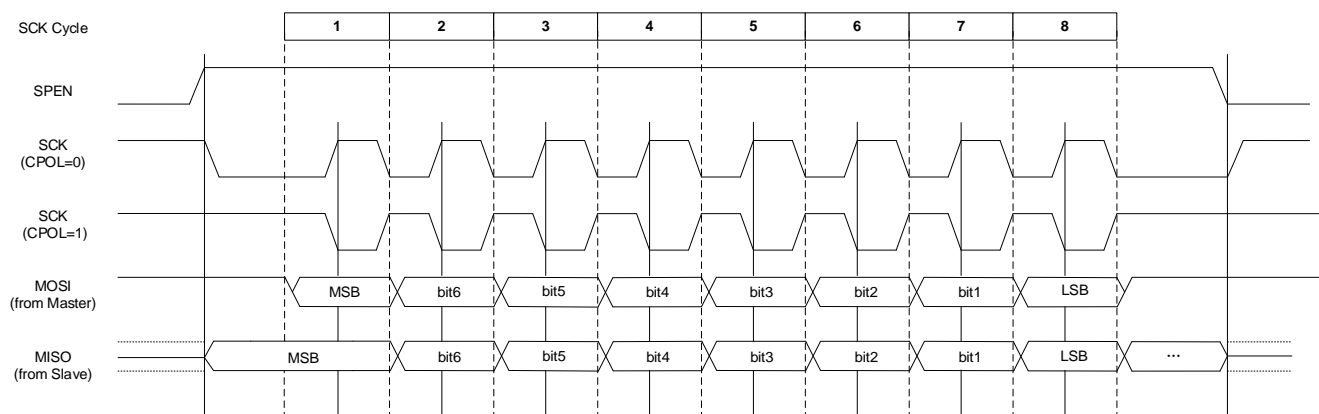 SCK Cycle 1 2 3 4 5 6 7 8
SPEN
SCK
(CPOL=0)
SCK
(CPOL=1)
MOSI
(from Master)
MSB bit6 bit5 bit4 bit3 bit2 bit1 LSB
MISO
(from Slave)
MSB bit6 bit5 bit4 bit3 bit2 bit1 LSB ...